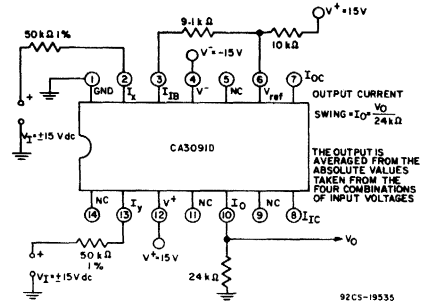 50kΩ 1%
9.1kΩ
V⁺=15V
V⁻=-15V
10kΩ
1 2 3 4 5 6 7
GND Ix IIB V⁻ NC Vref IOC
OUTPUT CURRENT
SWING=IO= VO
24kΩ
+
VI=±15Vdc
CA3091D
THE OUTPUT IS
AVERAGED FROM THE
ABSOLUTE VALUES
TAKEN FROM THE
FOUR COMBINATIONS
OF INPUT VOLTAGES
NC Iy V⁺ NC IO NC IIC
14 13 12 11 10 9 8
50kΩ
1%
+
VI=±15Vdc
V⁺=15V
VO
24kΩ
92CS-19535